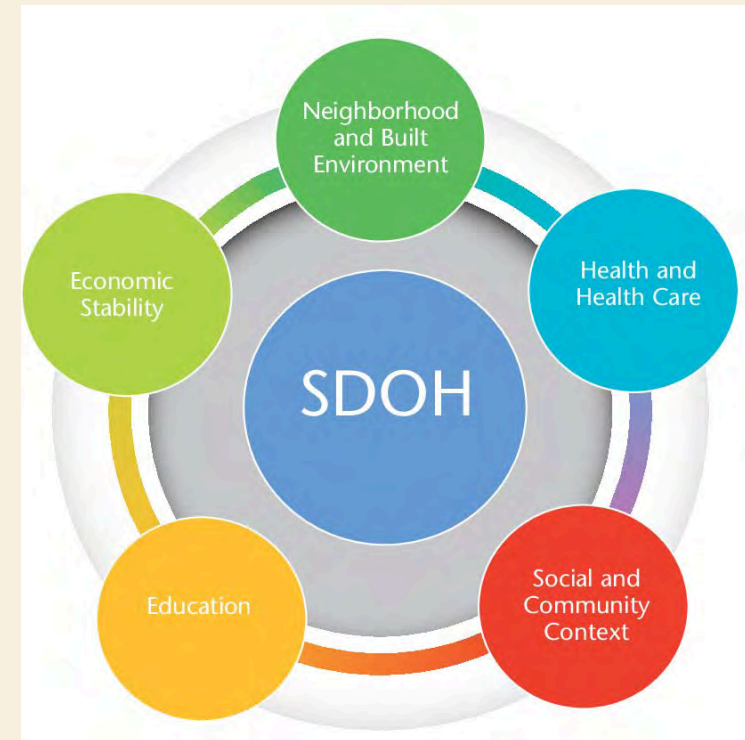 Neighborhood
and Built
Environment
Economic
Stability
Health and
Health Care
SDOH
Education
Social and
Community
Context